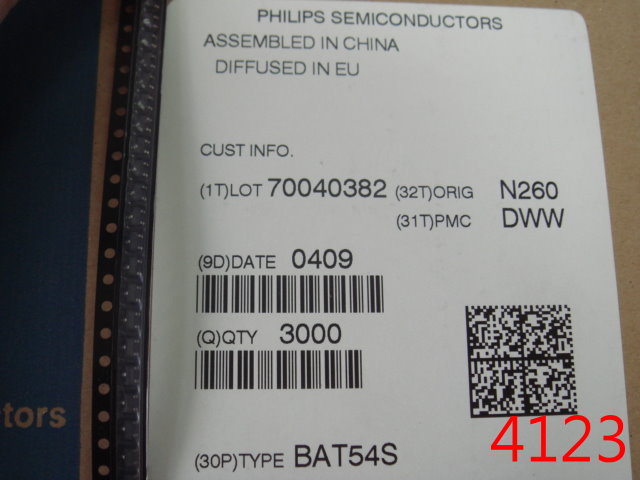 PHILIPS SEMICONDUCTORS
ASSEMBLED IN CHINA
DIFFUSED IN EU
CUST INFO.
(1T)LOT 70040382 (32T)ORIG N260
(31T)PMC DWW
(9D)DATE 0409
(Q)QTY 3000
(30P)TYPE BAT54S
tors
4123